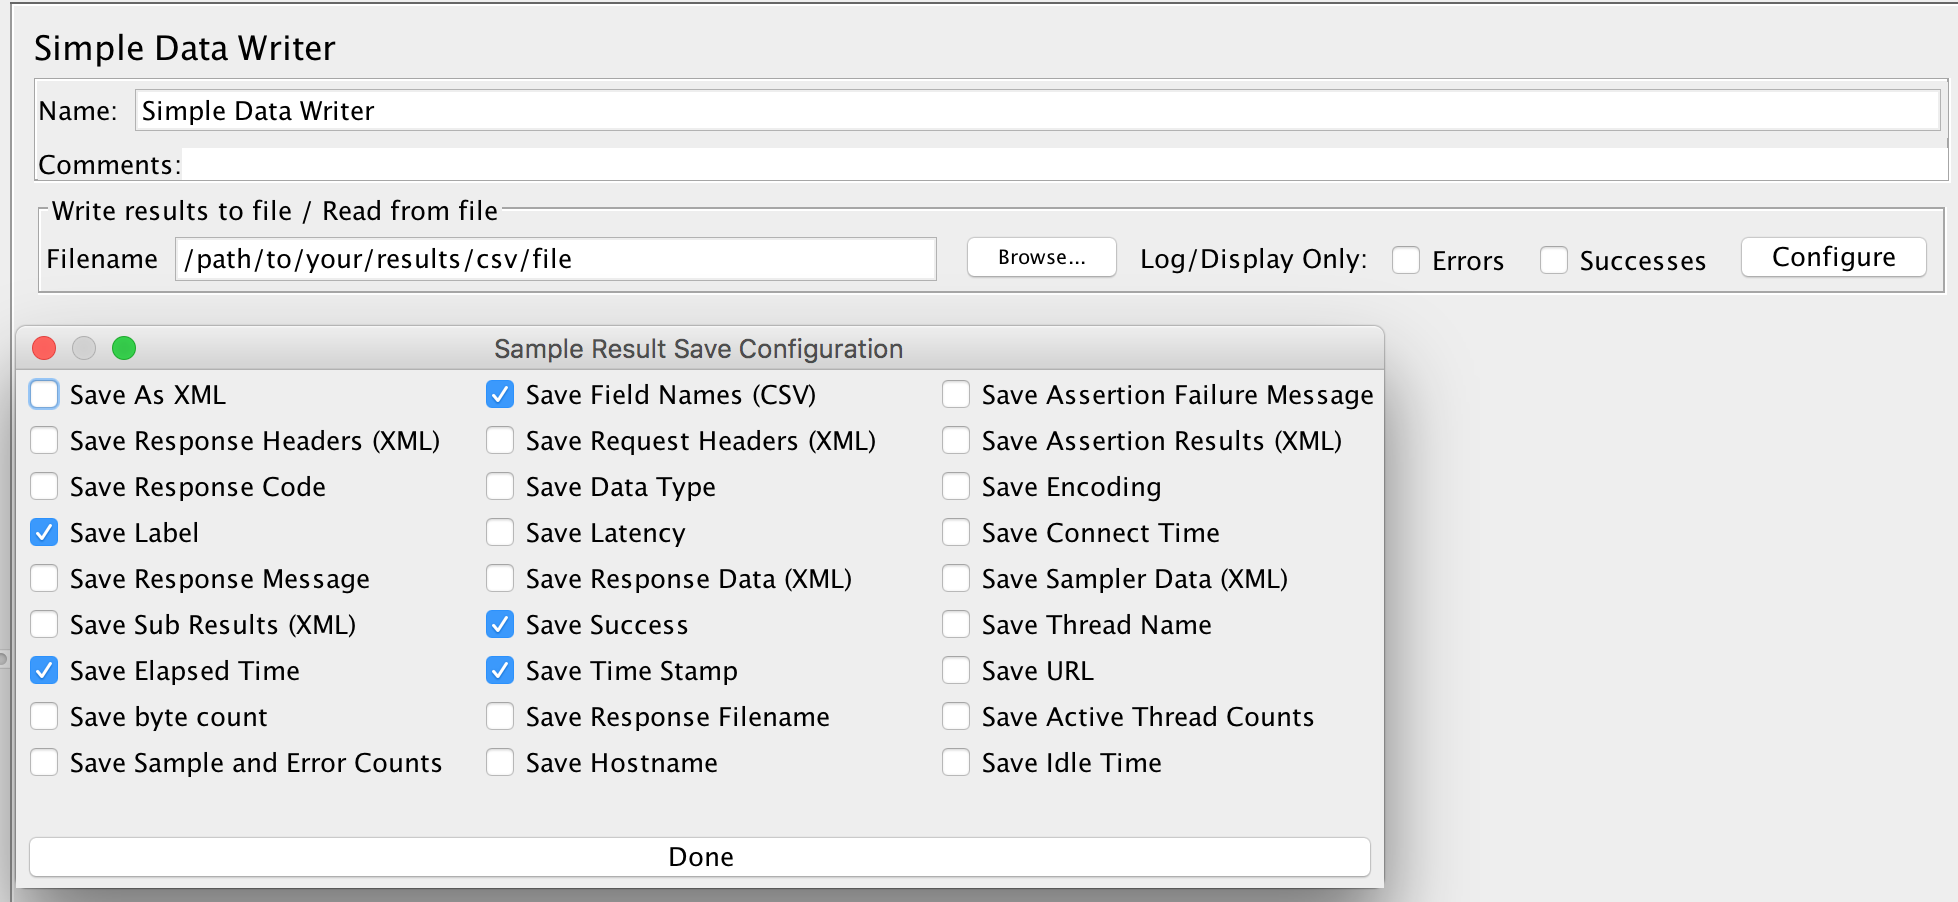 Simple Data Writer
Name: Simple Data Writer
Comments:
Write results to file / Read from file
Filename /path/to/your/results/csv/file Browse... Log/Display Only: Errors Successes Configure
Sample Result Save Configuration
Save As XML Save Field Names (CSV) Save Assertion Failure Message
Save Response Headers (XML) Save Request Headers (XML) Save Assertion Results (XML)
Save Response Code Save Data Type Save Encoding
Save Label Save Latency Save Connect Time
Save Response Message Save Response Data (XML) Save Sampler Data (XML)
Save Sub Results (XML) Save Success Save Thread Name
Save Elapsed Time Save Time Stamp Save URL
Save byte count Save Response Filename Save Active Thread Counts
Save Sample and Error Counts Save Hostname Save Idle Time
Done